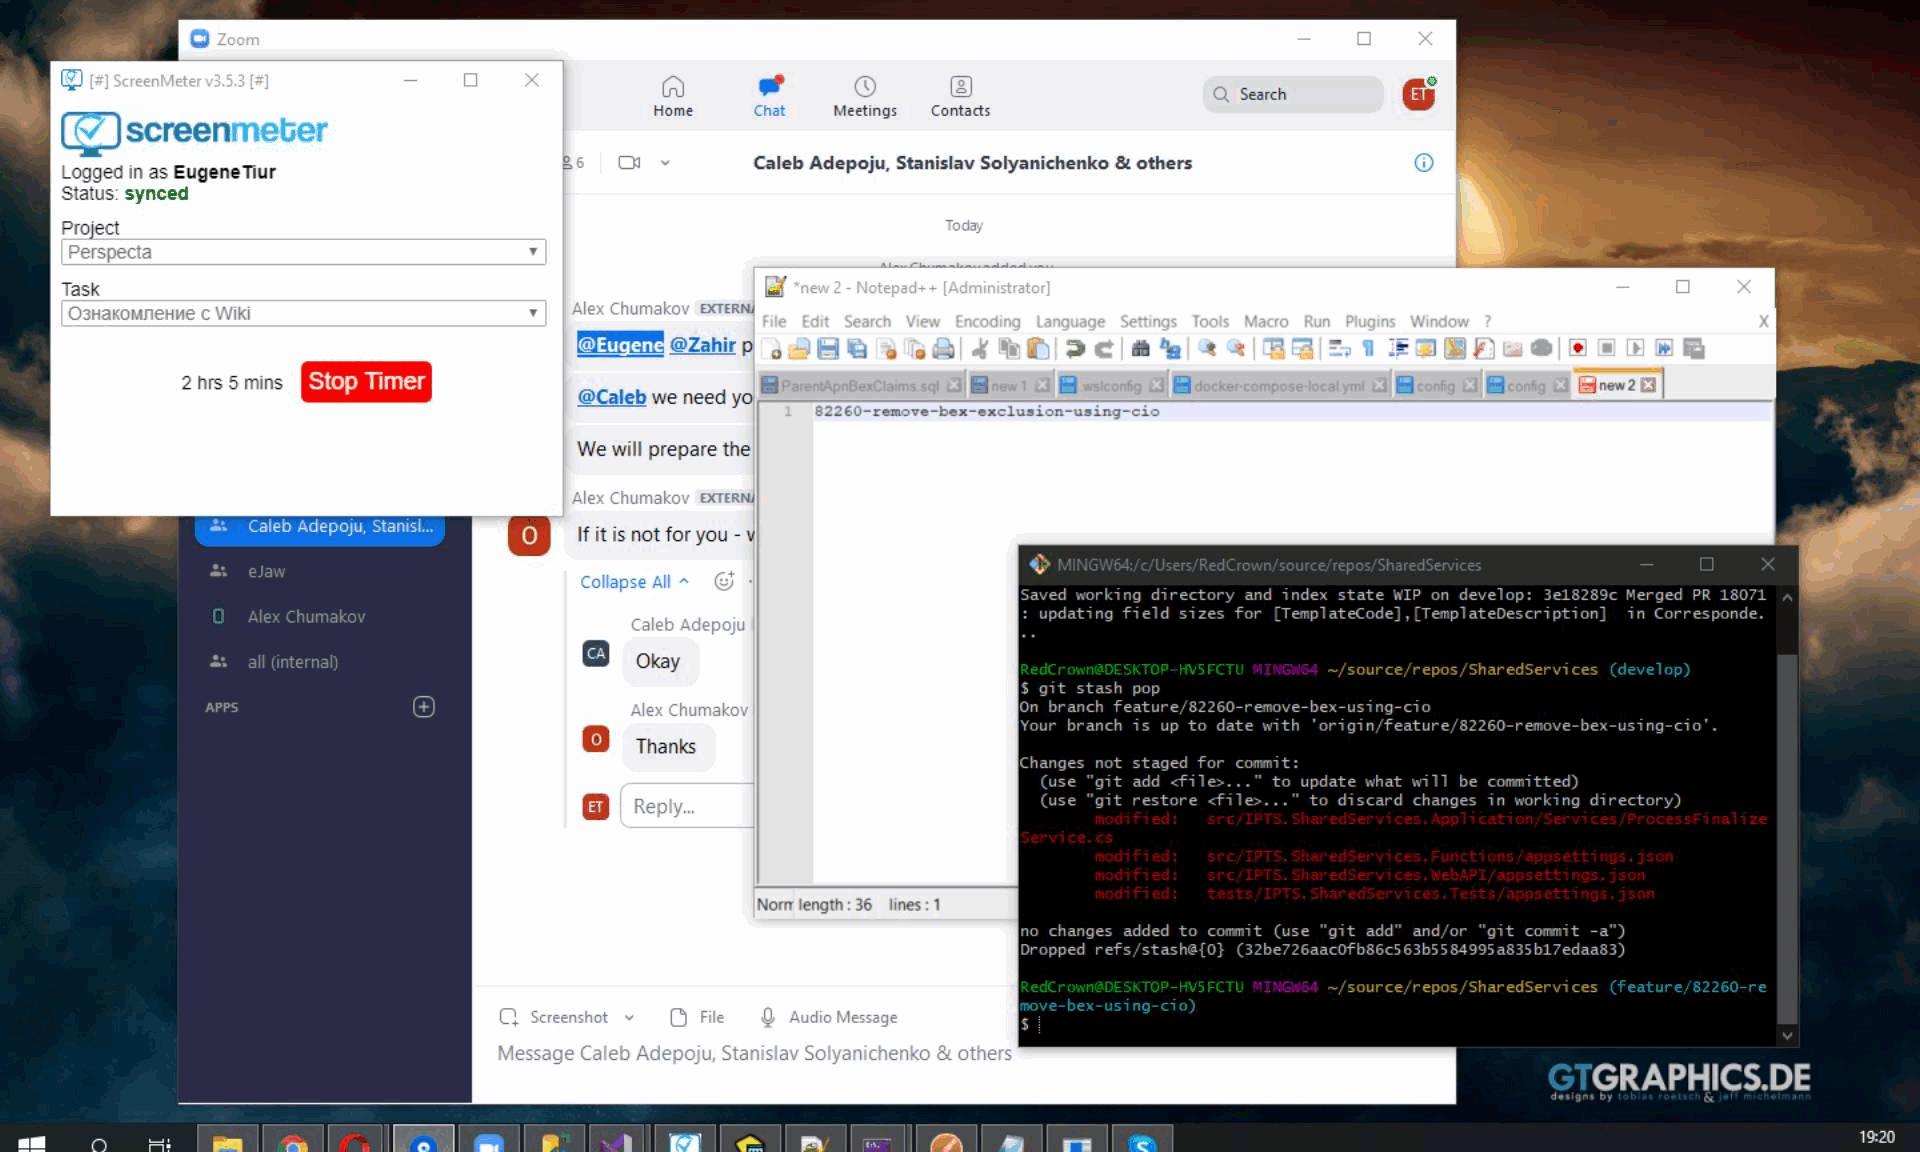 Zoom
[#] ScreenMeter v3.5.3 [#]
screenmeter
Logged in as EugeneTiur
Status: synced
Project
Perspecta
Task
Ознакомление с Wiki
2 hrs 5 mins
Stop Timer
Home
Chat
Meetings
Contacts
Search
ET
6
Caleb Adepoju, Stanislav Solyanichenko & others
Today
Alex Chumakov added you
Alex Chumakov EXTERNA
@Eugene @Zahir p
@Caleb we need yo
We will prepare the
Alex Chumakov EXTERNA
O
If it is not for you - w
Collapse All
Caleb Adepoju
CA
Okay
Alex Chumakov
O
Thanks
ET
Reply...
Caleb Adepoju, Stanisl...
eJaw
Alex Chumakov
all (internal)
APPS
Screenshot
File
Audio Message
Message Caleb Adepoju, Stanislav Solyanichenko & others
*new 2 - Notepad++ [Administrator]
File Edit Search View Encoding Language Settings Tools Macro Run Plugins Window ? X
ParentApnBexClaims.sql new 1 .wslconfig docker-compose-local.yml config config new 2
1 82260-remove-bex-exclusion-using-cio
Norm length : 36 lines : 1
MINGW64:/c/Users/RedCrown/source/repos/SharedServices
Saved working directory and index state WIP on develop: 3e18289c Merged PR 18071
: updating field sizes for [TemplateCode],[TemplateDescription] in Corresponde.
..
RedCrown@DESKTOP-HV5FCTU MINGW64 ~/source/repos/SharedServices (develop)
$ git stash pop
On branch feature/82260-remove-bex-using-cio
Your branch is up to date with 'origin/feature/82260-remove-bex-using-cio'.
Changes not staged for commit:
(use "git add <file>..." to update what will be committed)
(use "git restore <file>..." to discard changes in working directory)
modified: src/IPTS.SharedServices.Application/Services/ProcessFinalize
Service.cs
modified: src/IPTS.SharedServices.Functions/appsettings.json
modified: src/IPTS.SharedServices.WebAPI/appsettings.json
modified: tests/IPTS.SharedServices.Tests/appsettings.json
no changes added to commit (use "git add" and/or "git commit -a")
Dropped refs/stash@{0} (32be726aac0fb86c563b5584995a835b17edaa83)
RedCrown@DESKTOP-HV5FCTU MINGW64 ~/source/repos/SharedServices (feature/82260-re
move-bex-using-cio)
$
GTGRAPHICS.DE
designs by tobias roetsch & jeff michelmann
19:20